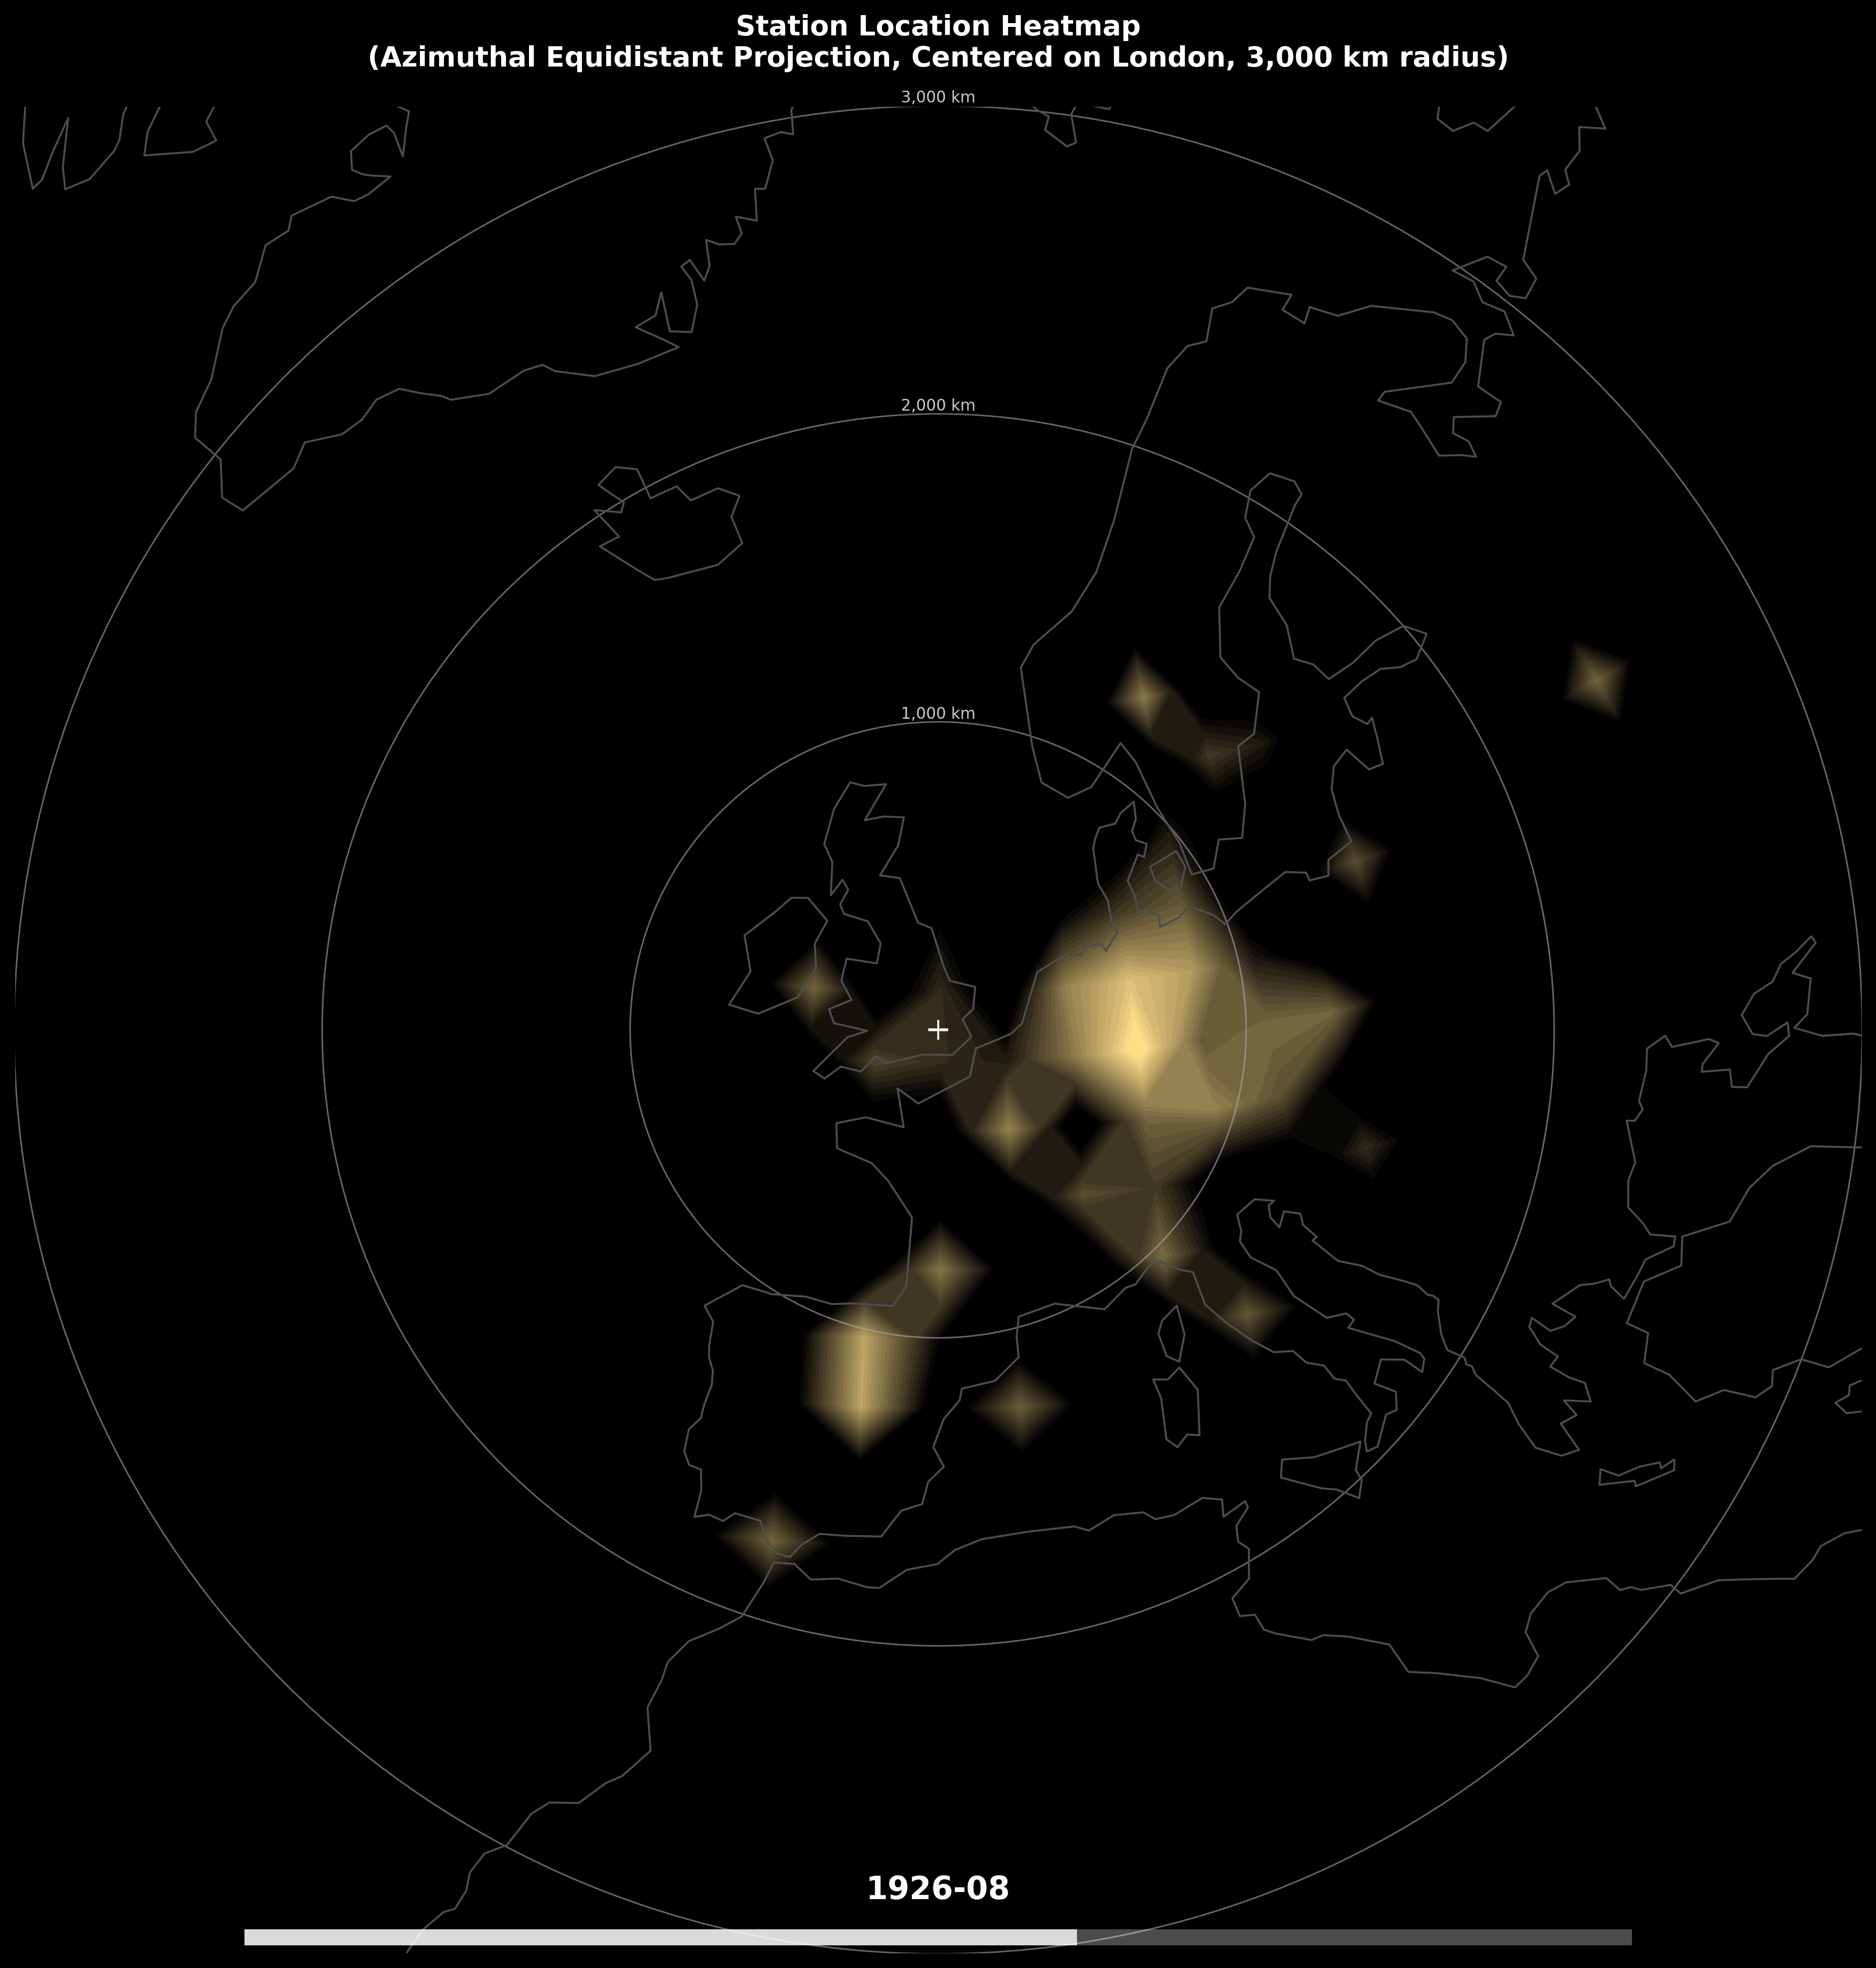 Station Location Heatmap
(Azimuthal Equidistant Projection, Centered on London, 3,000 km radius)
3,000 km
2,000 km
1,000 km
1926-08